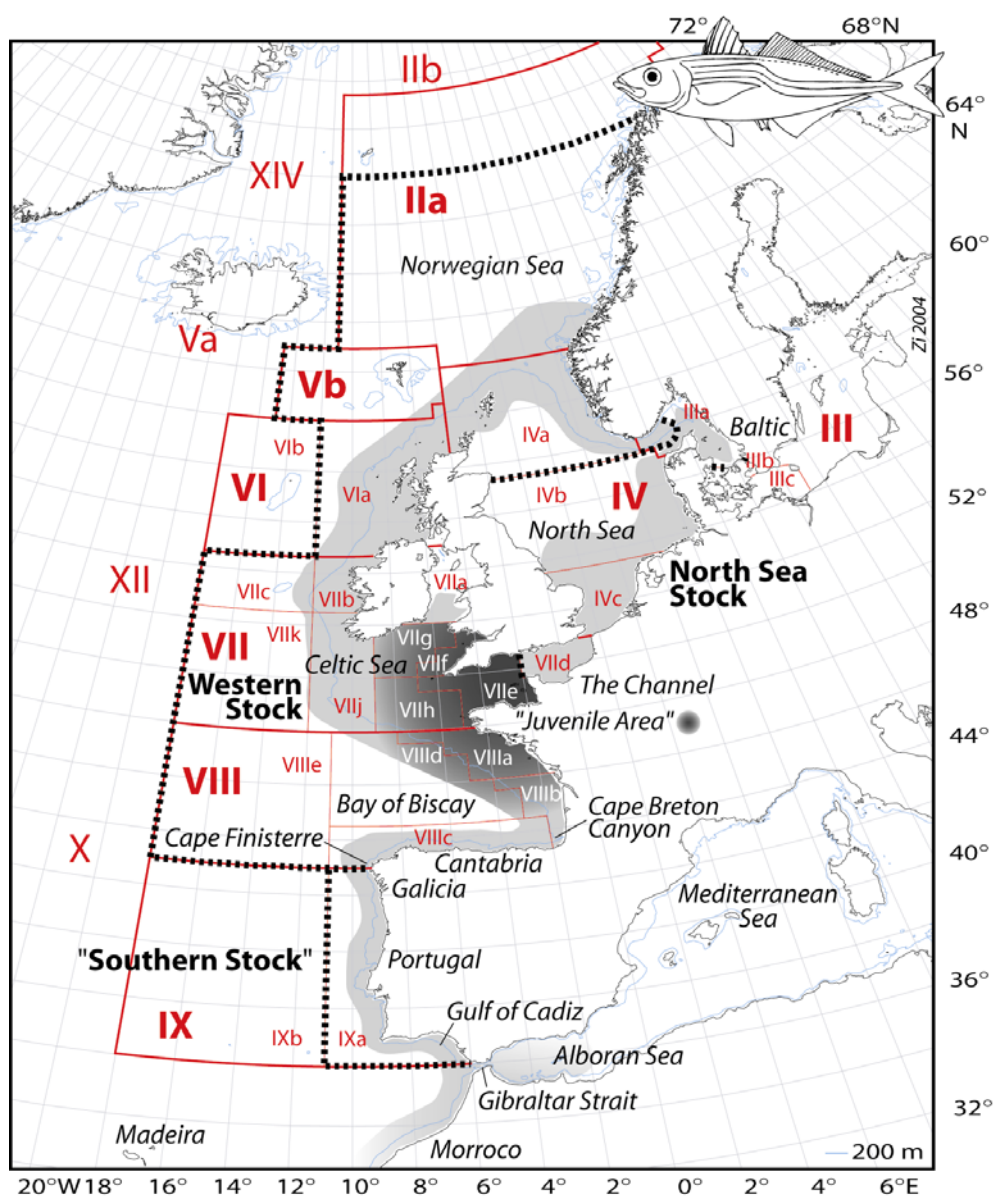 72°
68°N
IIb
64°
N
XIV
IIa
60°
Norwegian Sea
Zi 2004
Va
56°
Vb
IIIa
Baltic
III
IVa
VIb
IIIb
IIIc
VI
VIa
IVb
IV
52°
North Sea
XII
North Sea
Stock
VIIc
VIIb
VIIa
IVc
48°
VIIk
VIIg
VII
Celtic Sea
VIIf
VIId
Western
Stock
VIIj
VIIh
VIIe
The Channel
"Juvenile Area"
44°
VIIIe
VIIId
VIIIa
VIII
VIIIb
Bay of Biscay
Cape Breton
Canyon
X
Cape Finisterre
VIIIc
Cantabria
40°
Galicia
Mediterranean
Sea
"Southern Stock"
Portugal
36°
Gulf of Cadiz
IX
IXb
IXa
Alboran Sea
Gibraltar Strait
32°
Madeira
Morroco
200 m
20°W 18° 16° 14° 12° 10° 8° 6° 4° 2° 0° 2° 4° 6°E